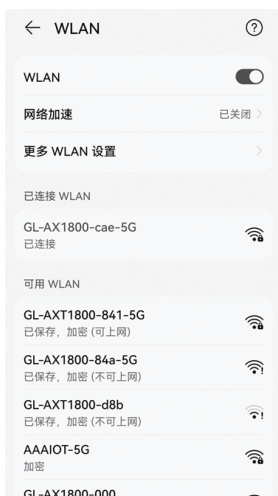 WLAN
WLAN
网络加速 已关闭
更多 WLAN 设置
已连接 WLAN
GL-AX1800-cae-5G
已连接
可用 WLAN
GL-AXT1800-841-5G
已保存，加密 (可上网)
GL-AX1800-84a-5G
已保存，加密 (不可上网)
GL-AXT1800-d8b
已保存，加密 (不可上网)
AAAIOT-5G
加密
GL-AX1800-000